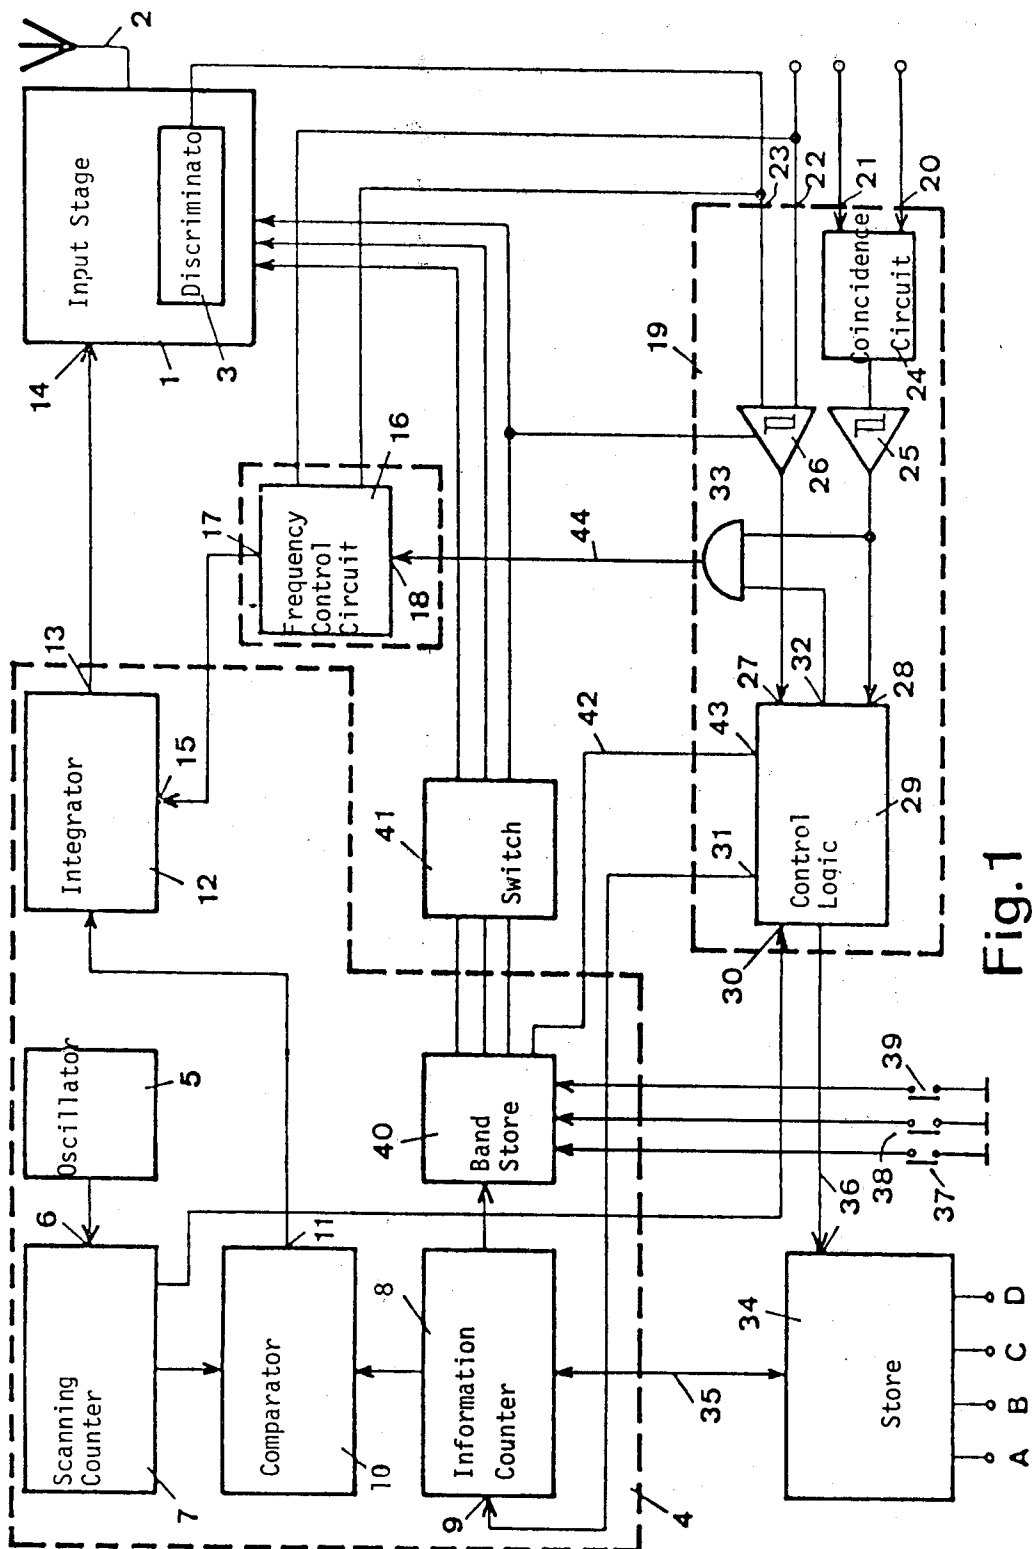 2
Input Stage
Discriminator
14
1
3
13
Integrator
12
15
17
Frequency
Control
Circuit
16
18
Oscillator
5
6
Scanning
Counter
7
Comparator
10
11
8
Information
Counter
9
4
40
Band
Store
41
Switch
42
44
33
19
23
22
21
20
Coincidence
Circuit
24
25
26
27
32
28
43
31
30
Control
Logic
29
39
38
37
36
35
34
Store
A
B
C
D
Fig.1